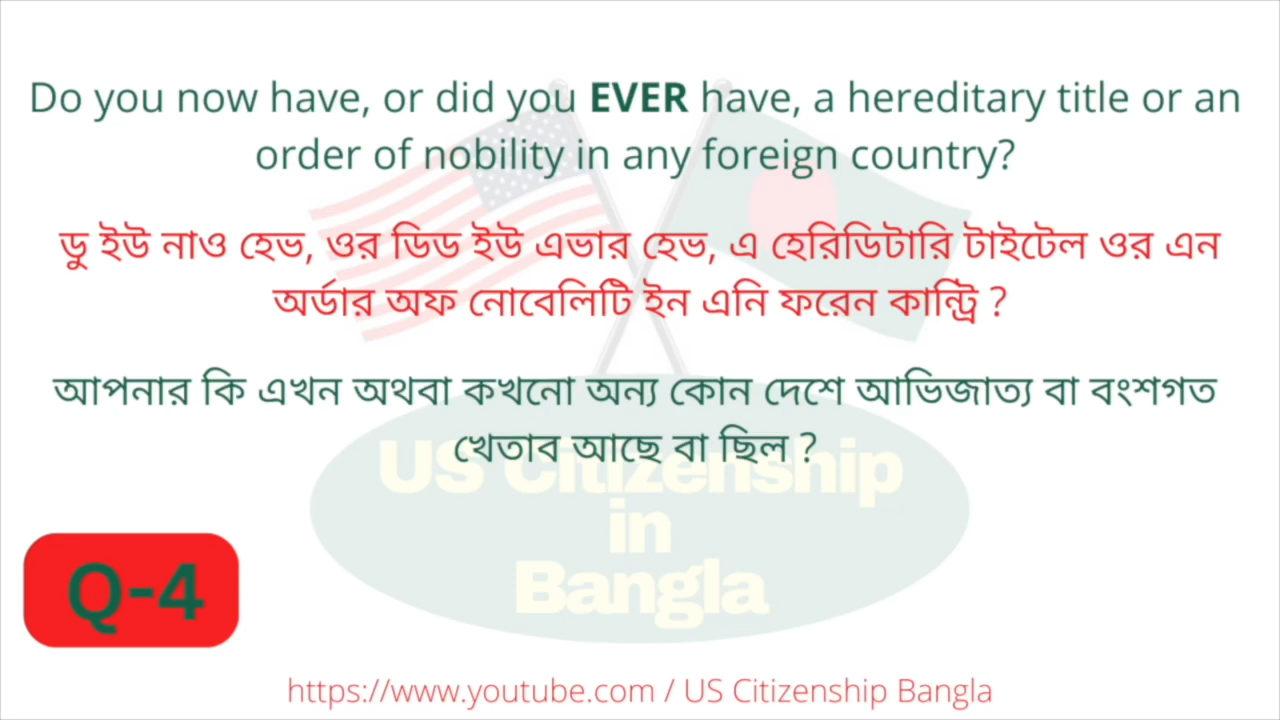 Do you now have, or did you EVER have, a hereditary title or an
order of nobility in any foreign country?
ডু ইউ নাও হেভ, ওর ডিড ইউ এভার হেভ, এ হেরিডিটারি টাইটেল ওর এন
অর্ডার অফ নোবেলিটি ইন এনি ফরেন কান্ট্রি ?
আপনার কি এখন অথবা কখনো অন্য কোন দেশে আভিজাত্য বা বংশগত
খেতাব আছে বা ছিল ?
US Citizenship
in
Bangla
Q-4
https://www.youtube.com / US Citizenship Bangla